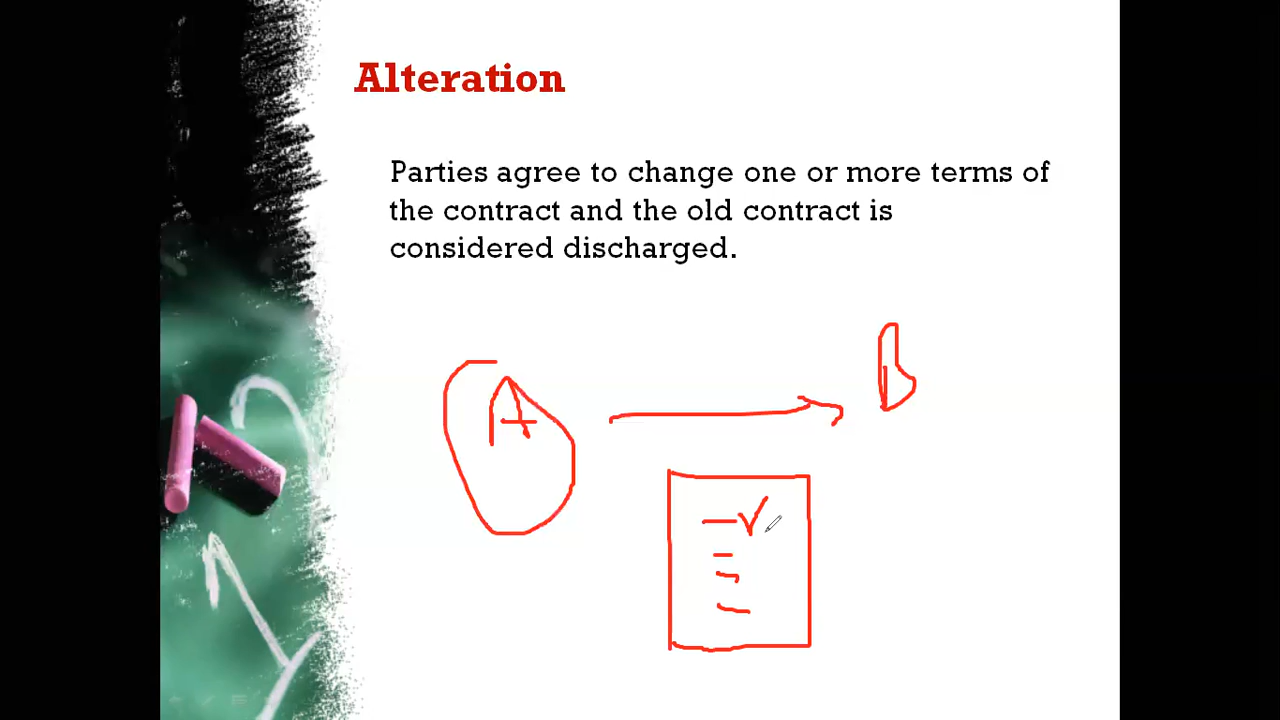 Alteration
Parties agree to change one or more terms of
the contract and the old contract is
considered discharged.
A
B